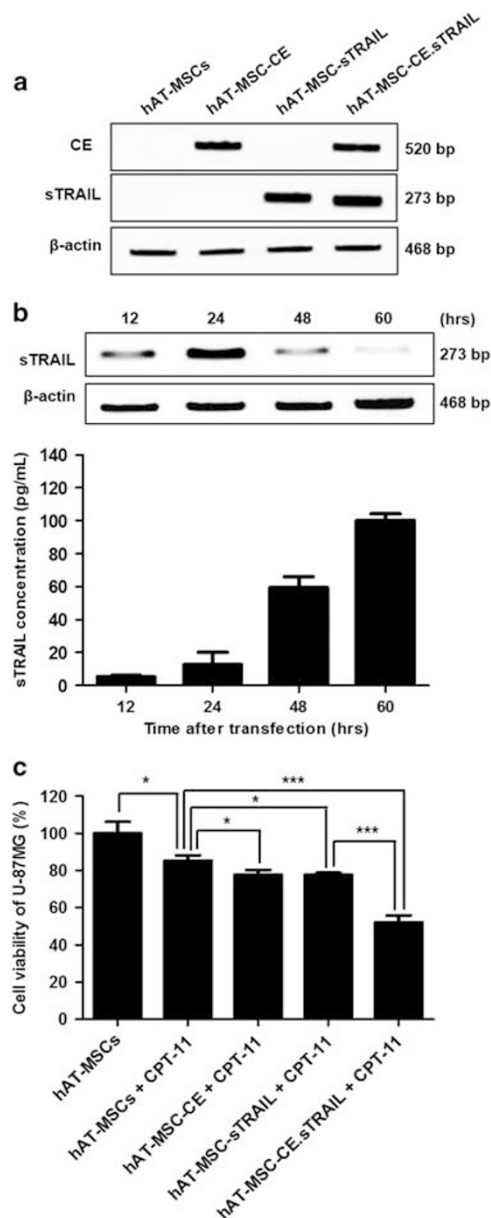 a
hAT-MSCs
hAT-MSC-CE
hAT-MSC-sTRAIL
hAT-MSC-CE.sTRAIL
CE 520 bp
sTRAIL 273 bp
β-actin 468 bp
b
12 24 48 60 (hrs)
sTRAIL 273 bp
β-actin 468 bp
sTRAIL concentration (pg/mL)
140
120
100
80
60
40
20
0
12 24 48 60
Time after transfection (hrs)
c
Cell viability of U-87MG (%)
120
100
80
60
40
20
0
***
*
*
*
***
hAT-MSCs
hAT-MSCs + CPT-11
hAT-MSC-CE + CPT-11
hAT-MSC-sTRAIL + CPT-11
hAT-MSC-CE.sTRAIL + CPT-11